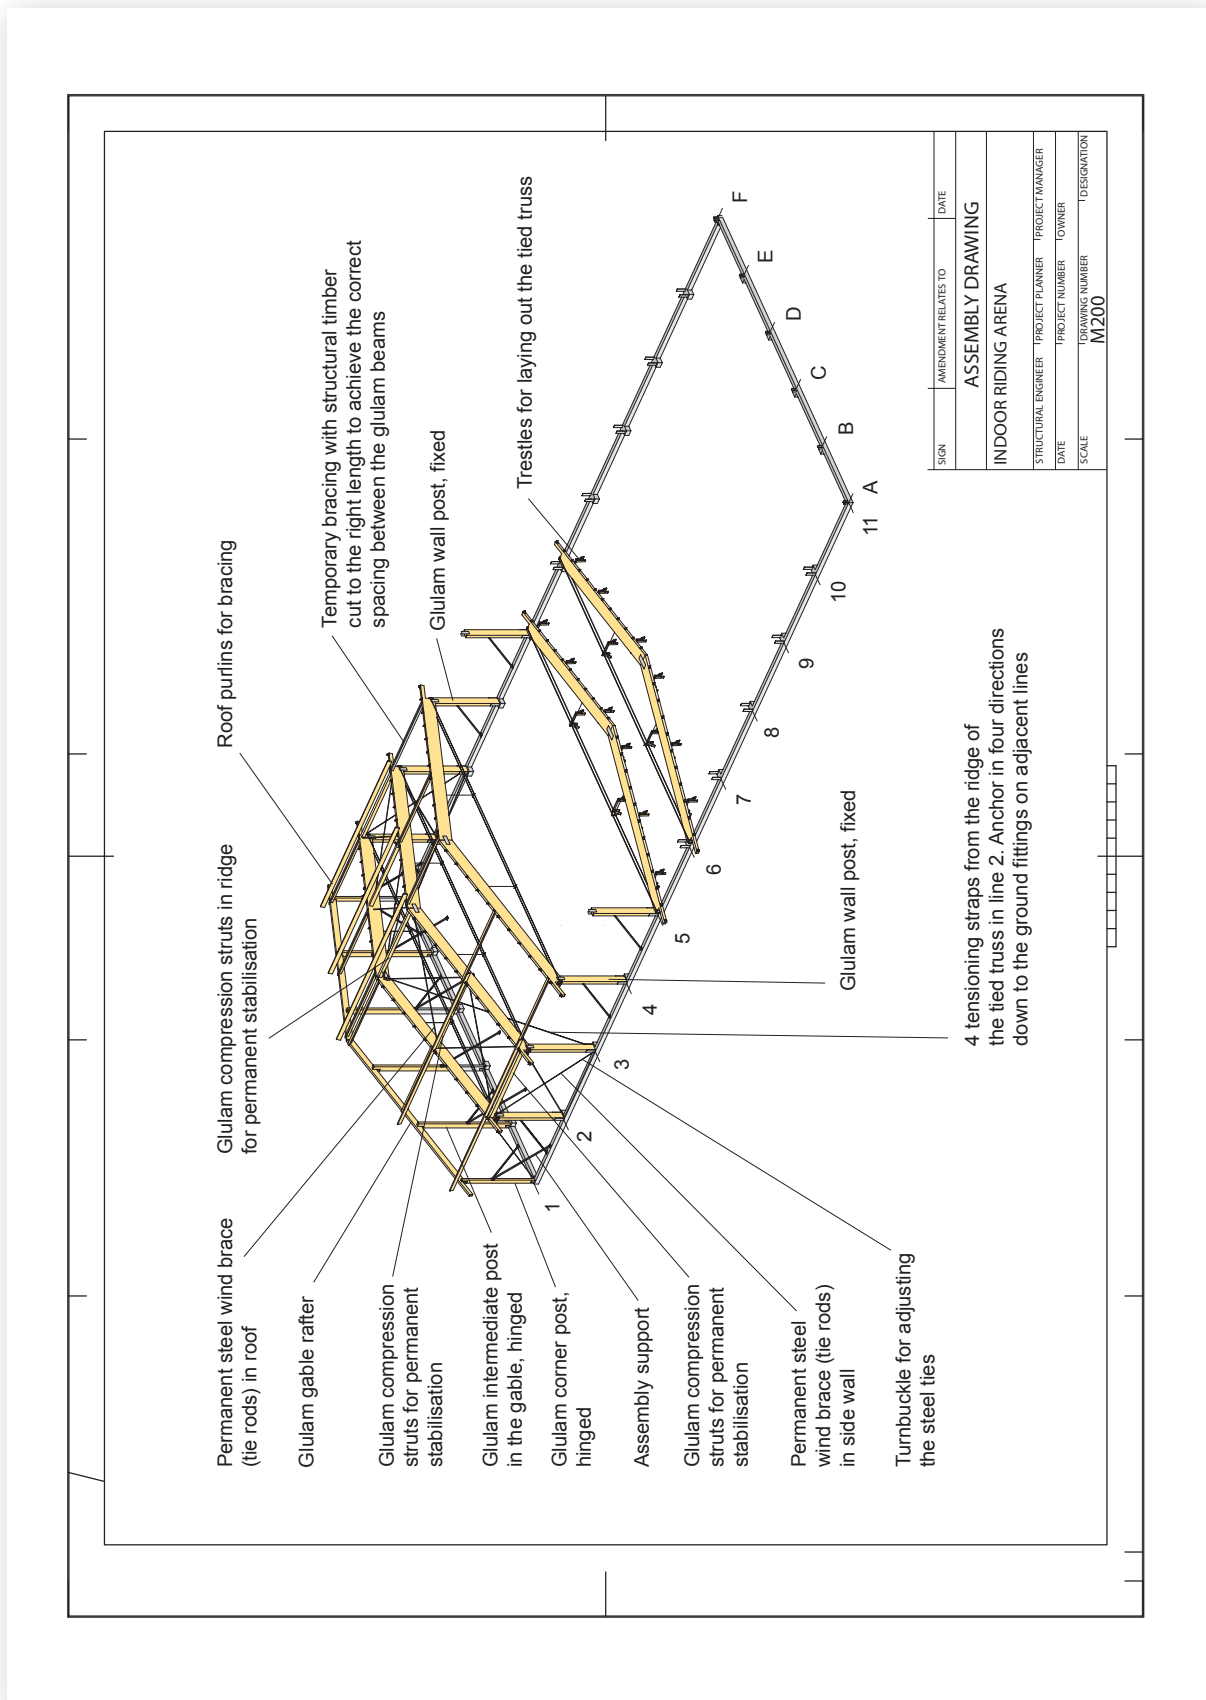 Permanent steel wind brace
(tie rods) in roof
Glulam compression struts in ridge
for permanent stabilisation
Roof purlins for bracing
Temporary bracing with structural timber
cut to the right length to achieve the correct
spacing between the glulam beams
Glulam wall post, fixed
Trestles for laying out the tied truss
Glulam gable rafter
Glulam compression
struts for permanent
stabilisation
Glulam intermediate post
in the gable, hinged
Glulam corner post,
hinged
Assembly support
Glulam compression
struts for permanent
stabilisation
Permanent steel
wind brace (tie rods)
in side wall
Turnbuckle for adjusting
the steel ties
Glulam wall post, fixed
4 tensioning straps from the ridge of
the tied truss in line 2. Anchor in four directions
down to the ground fittings on adjacent lines
1
2
3
4
5
6
7
8
9
10
11
A
B
C
D
E
F
SIGN AMENDMENT RELATES TO DATE
ASSEMBLY DRAWING
INDOOR RIDING ARENA
STRUCTURAL ENGINEER PROJECT PLANNER PROJECT MANAGER
DATE PROJECT NUMBER OWNER
SCALE DRAWING NUMBER DESIGNATION
M200